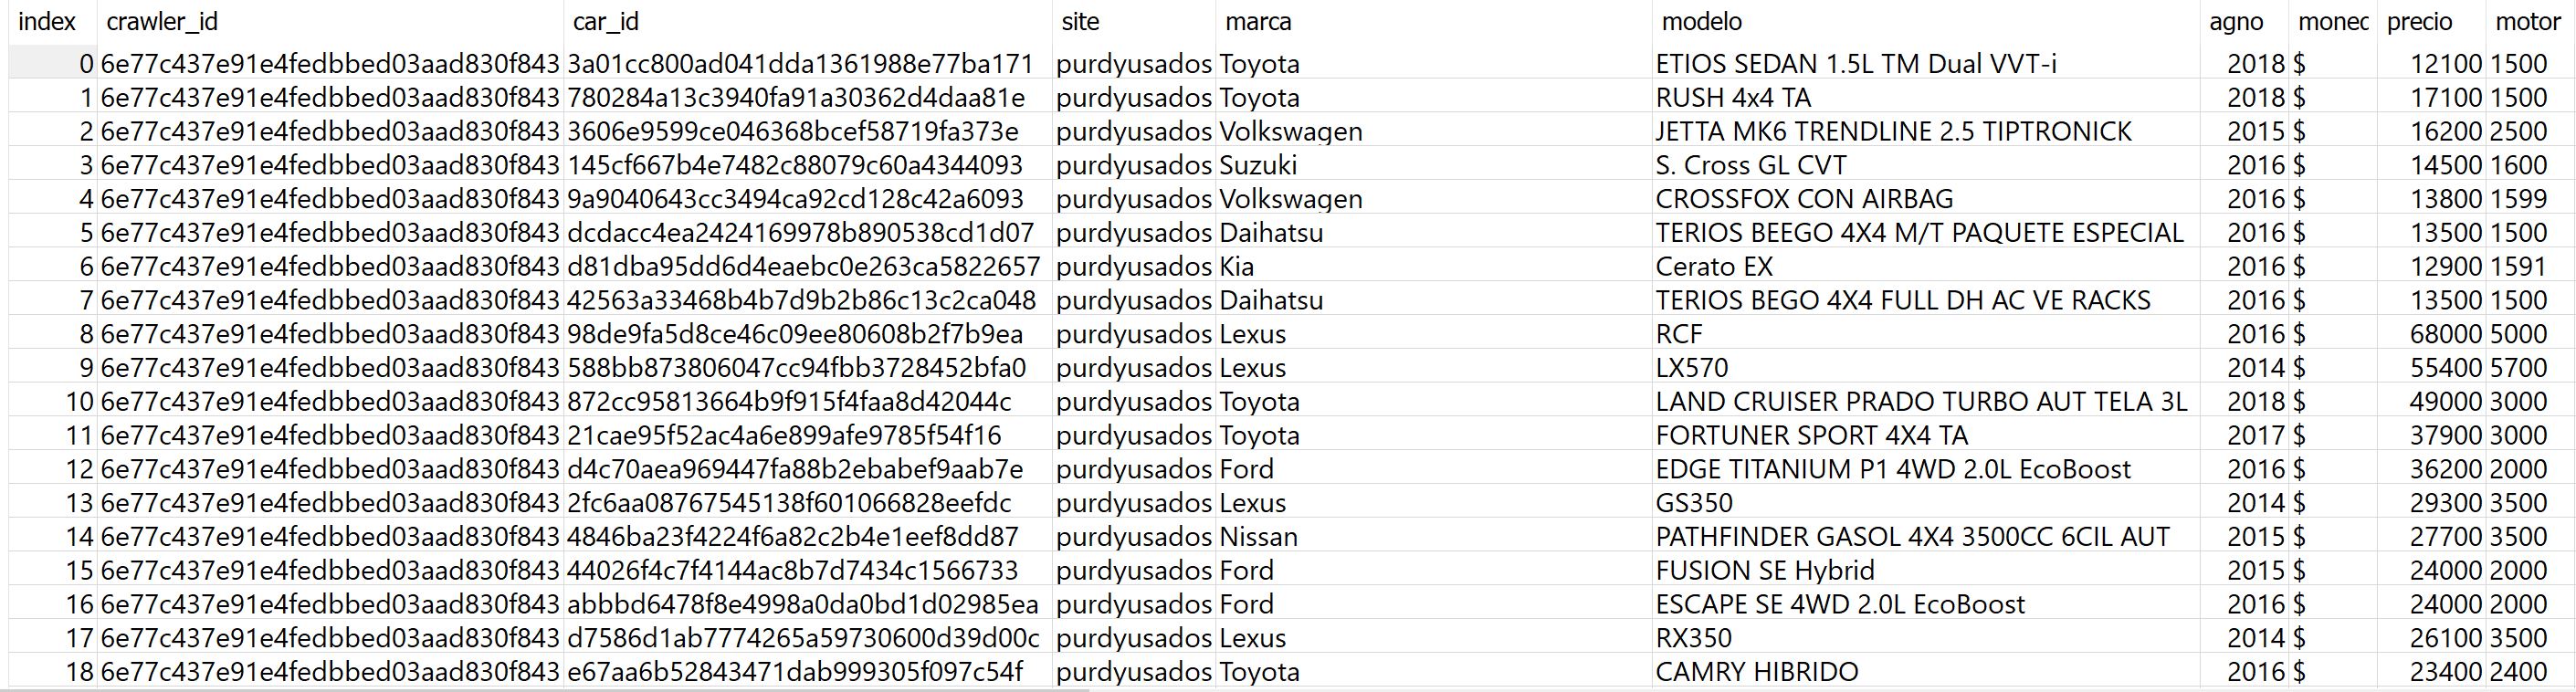 index crawler_id car_id site marca modelo agno monec precio motor
0 6e77c437e91e4fedbbed03aad830f843 3a01cc800ad041dda1361988e77ba171 purdyusados Toyota ETIOS SEDAN 1.5L TM Dual VVT-i 2018 $ 12100 1500
1 6e77c437e91e4fedbbed03aad830f843 780284a13c3940fa91a30362d4daa81e purdyusados Toyota RUSH 4x4 TA 2018 $ 17100 1500
2 6e77c437e91e4fedbbed03aad830f843 3606e9599ce046368bcef58719fa373e purdyusados Volkswagen JETTA MK6 TRENDLINE 2.5 TIPTRONICK 2015 $ 16200 2500
3 6e77c437e91e4fedbbed03aad830f843 145cf667b4e7482c88079c60a4344093 purdyusados Suzuki S. Cross GL CVT 2016 $ 14500 1600
4 6e77c437e91e4fedbbed03aad830f843 9a9040643cc3494ca92cd128c42a6093 purdyusados Volkswagen CROSSFOX CON AIRBAG 2016 $ 13800 1599
5 6e77c437e91e4fedbbed03aad830f843 dcdacc4ea2424169978b890538cd1d07 purdyusados Daihatsu TERIOS BEEGO 4X4 M/T PAQUETE ESPECIAL 2016 $ 13500 1500
6 6e77c437e91e4fedbbed03aad830f843 d81dba95dd6d4eaebc0e263ca5822657 purdyusados Kia Cerato EX 2016 $ 12900 1591
7 6e77c437e91e4fedbbed03aad830f843 42563a33468b4b7d9b2b86c13c2ca048 purdyusados Daihatsu TERIOS BEGO 4X4 FULL DH AC VE RACKS 2016 $ 13500 1500
8 6e77c437e91e4fedbbed03aad830f843 98de9fa5d8ce46c09ee80608b2f7b9ea purdyusados Lexus RCF 2016 $ 68000 5000
9 6e77c437e91e4fedbbed03aad830f843 588bb873806047cc94fbb3728452bfa0 purdyusados Lexus LX570 2014 $ 55400 5700
10 6e77c437e91e4fedbbed03aad830f843 872cc95813664b9f915f4faa8d42044c purdyusados Toyota LAND CRUISER PRADO TURBO AUT TELA 3L 2018 $ 49000 3000
11 6e77c437e91e4fedbbed03aad830f843 21cae95f52ac4a6e899afe9785f54f16 purdyusados Toyota FORTUNER SPORT 4X4 TA 2017 $ 37900 3000
12 6e77c437e91e4fedbbed03aad830f843 d4c70aea969447fa88b2ebabef9aab7e purdyusados Ford EDGE TITANIUM P1 4WD 2.0L EcoBoost 2016 $ 36200 2000
13 6e77c437e91e4fedbbed03aad830f843 2fc6aa08767545138f601066828eefdc purdyusados Lexus GS350 2014 $ 29300 3500
14 6e77c437e91e4fedbbed03aad830f843 4846ba23f4224f6a82c2b4e1eef8dd87 purdyusados Nissan PATHFINDER GASOL 4X4 3500CC 6CIL AUT 2015 $ 27700 3500
15 6e77c437e91e4fedbbed03aad830f843 44026f4c7f4144ac8b7d7434c1566733 purdyusados Ford FUSION SE Hybrid 2015 $ 24000 2000
16 6e77c437e91e4fedbbed03aad830f843 abbbd6478f8e4998a0da0bd1d02985ea purdyusados Ford ESCAPE SE 4WD 2.0L EcoBoost 2016 $ 24000 2000
17 6e77c437e91e4fedbbed03aad830f843 d7586d1ab7774265a59730600d39d00c purdyusados Lexus RX350 2014 $ 26100 3500
18 6e77c437e91e4fedbbed03aad830f843 e67aa6b52843471dab999305f097c54f purdyusados Toyota CAMRY HIBRIDO 2016 $ 23400 2400